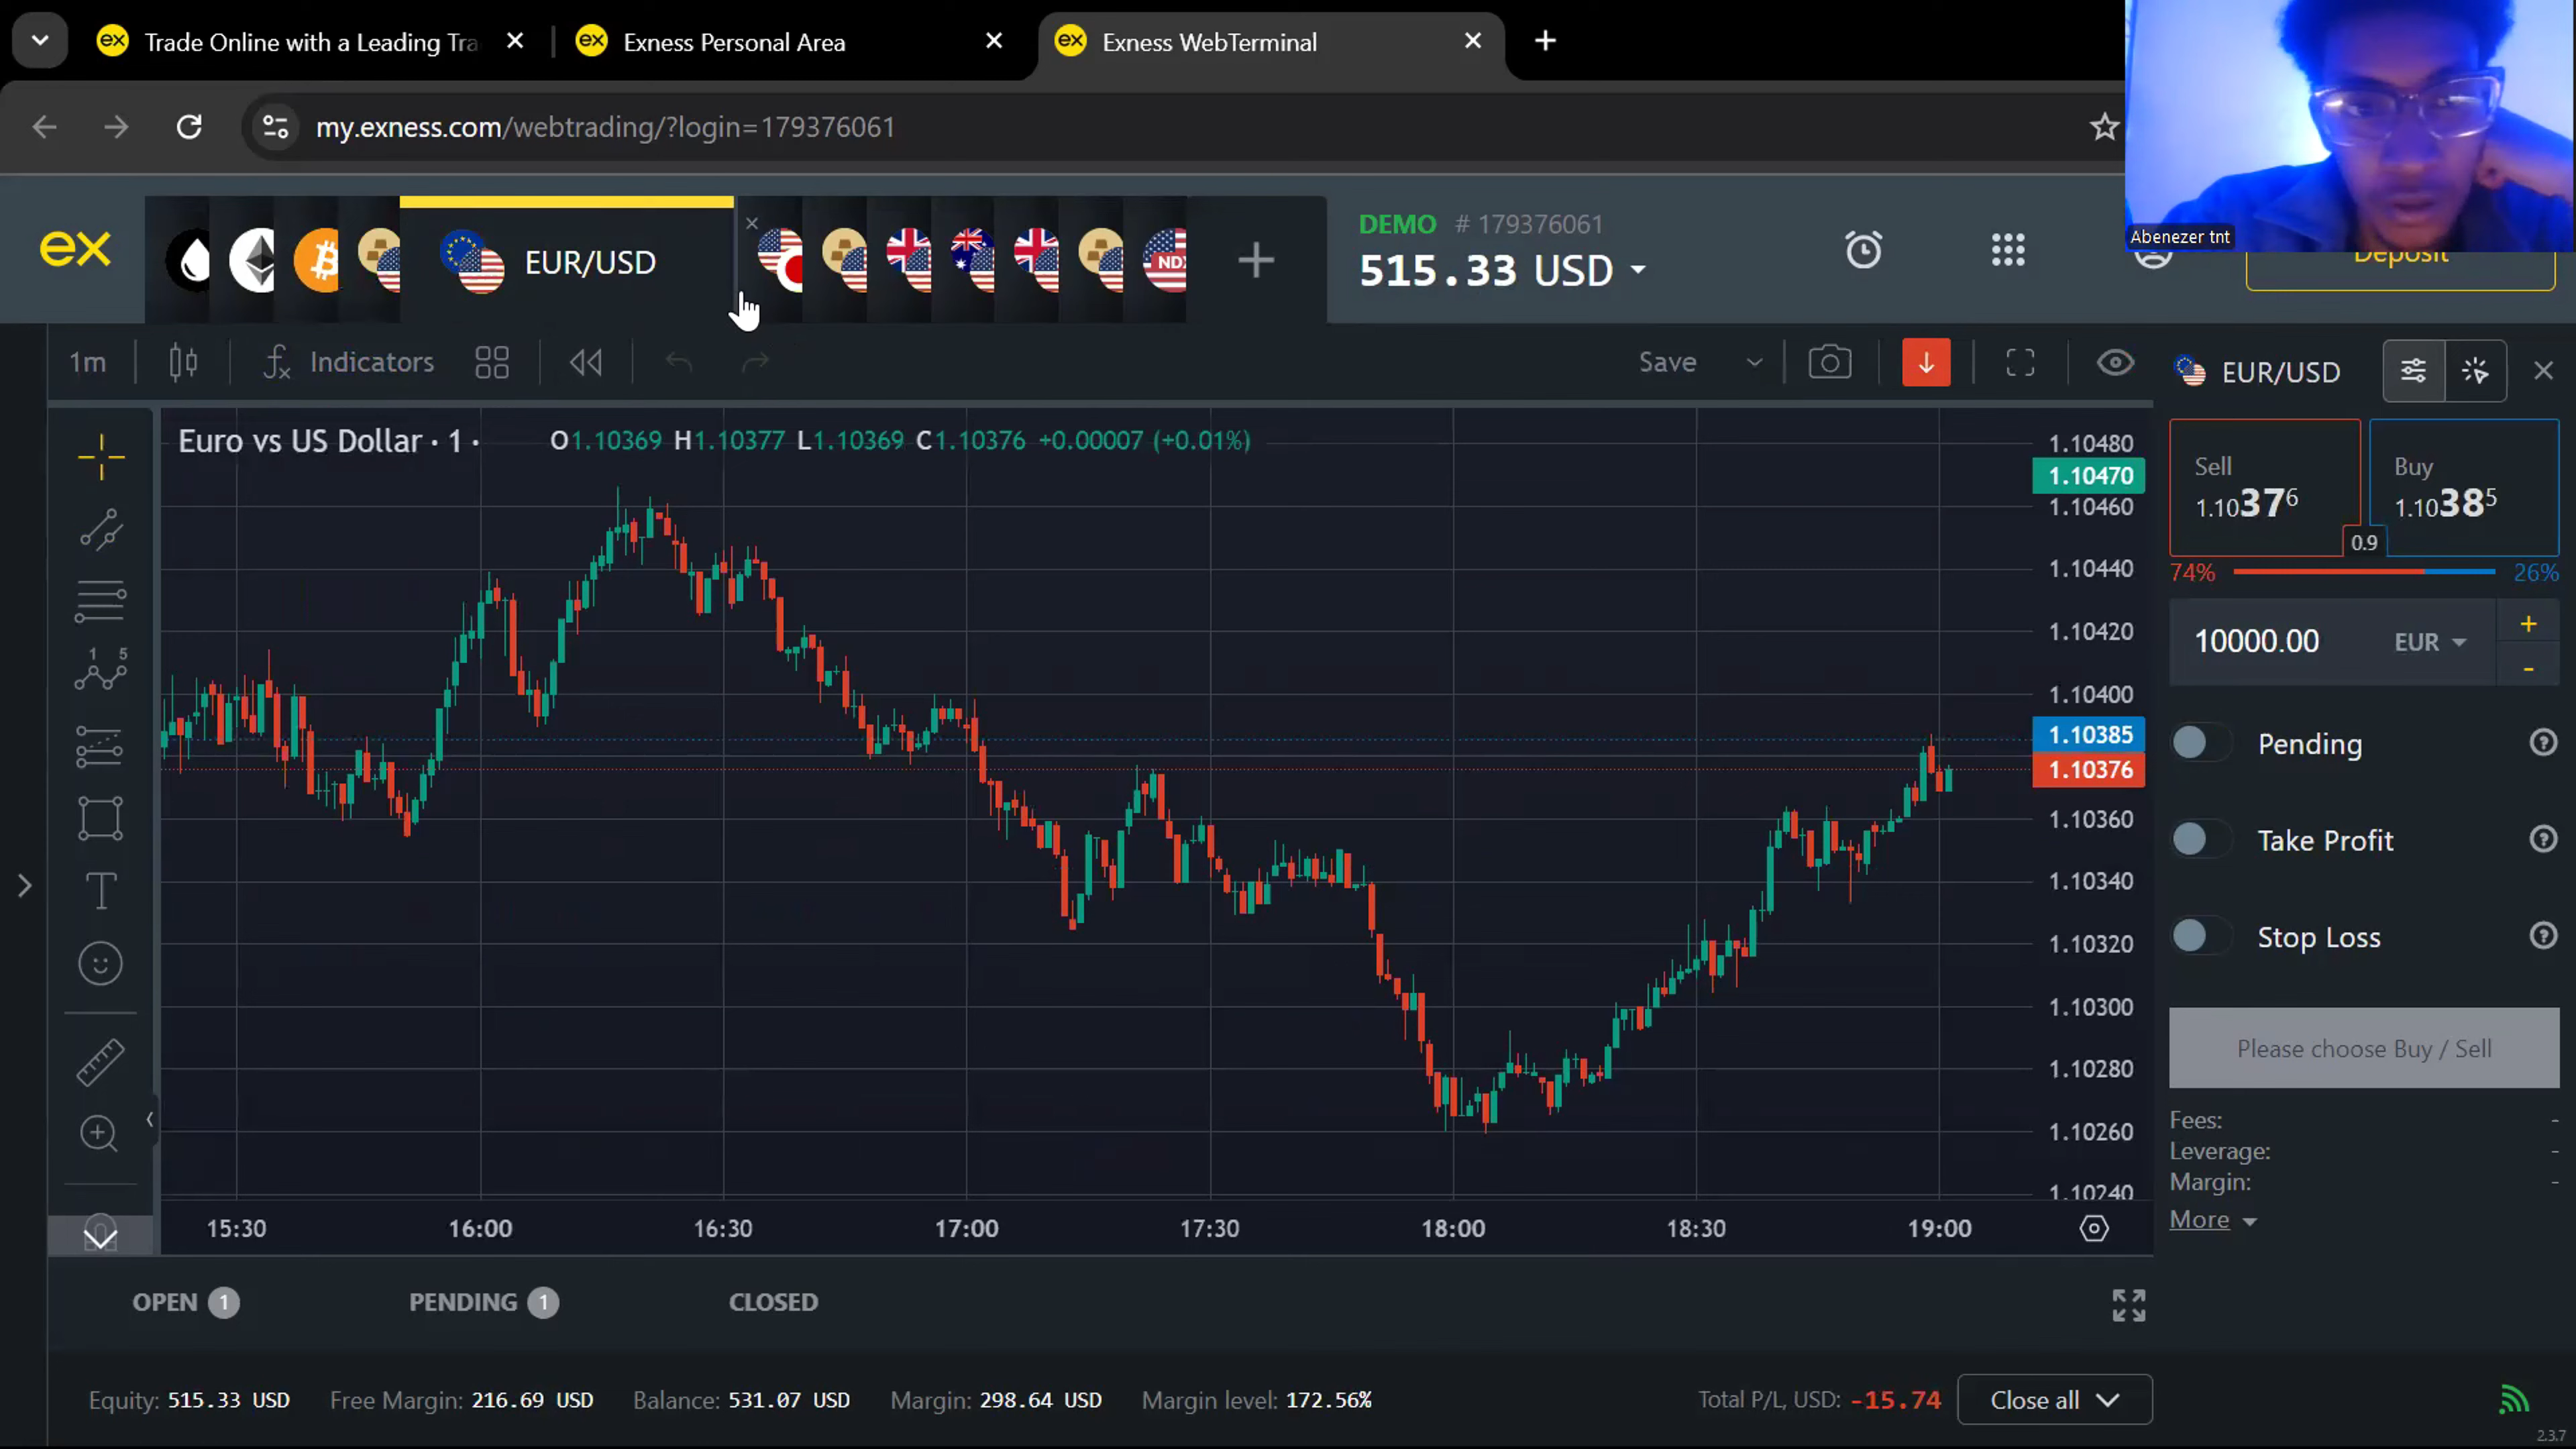 Trade Online with a Leading Tra
Exness Personal Area
Exness WebTerminal
my.exness.com/webtrading/?login=179376061
Abenezer tnt
ex
EUR/USD
NDX
DEMO # 179376061
515.33 USD
Deposit
1m
Indicators
Save
EUR/USD
Euro vs US Dollar · 1 ·
O1.10369 H1.10377 L1.10369 C1.10376 +0.00007 (+0.01%)
1.10480
1.10470
1.10460
1.10440
1.10420
1.10400
1.10385
1.10376
1.10360
1.10340
1.10320
1.10300
1.10280
1.10260
1.10240
15:30 16:00 16:30 17:00 17:30 18:00 18:30 19:00
Sell
1.10376
Buy
1.10385
0.9
74% 26%
10000.00 EUR
Pending
Take Profit
Stop Loss
Please choose Buy / Sell
Fees: -
Leverage: -
Margin: -
More
OPEN 1
PENDING 1
CLOSED
Equity: 515.33 USD Free Margin: 216.69 USD Balance: 531.07 USD Margin: 298.64 USD Margin level: 172.56%
Total P/L, USD: -15.74
Close all
2.3.7